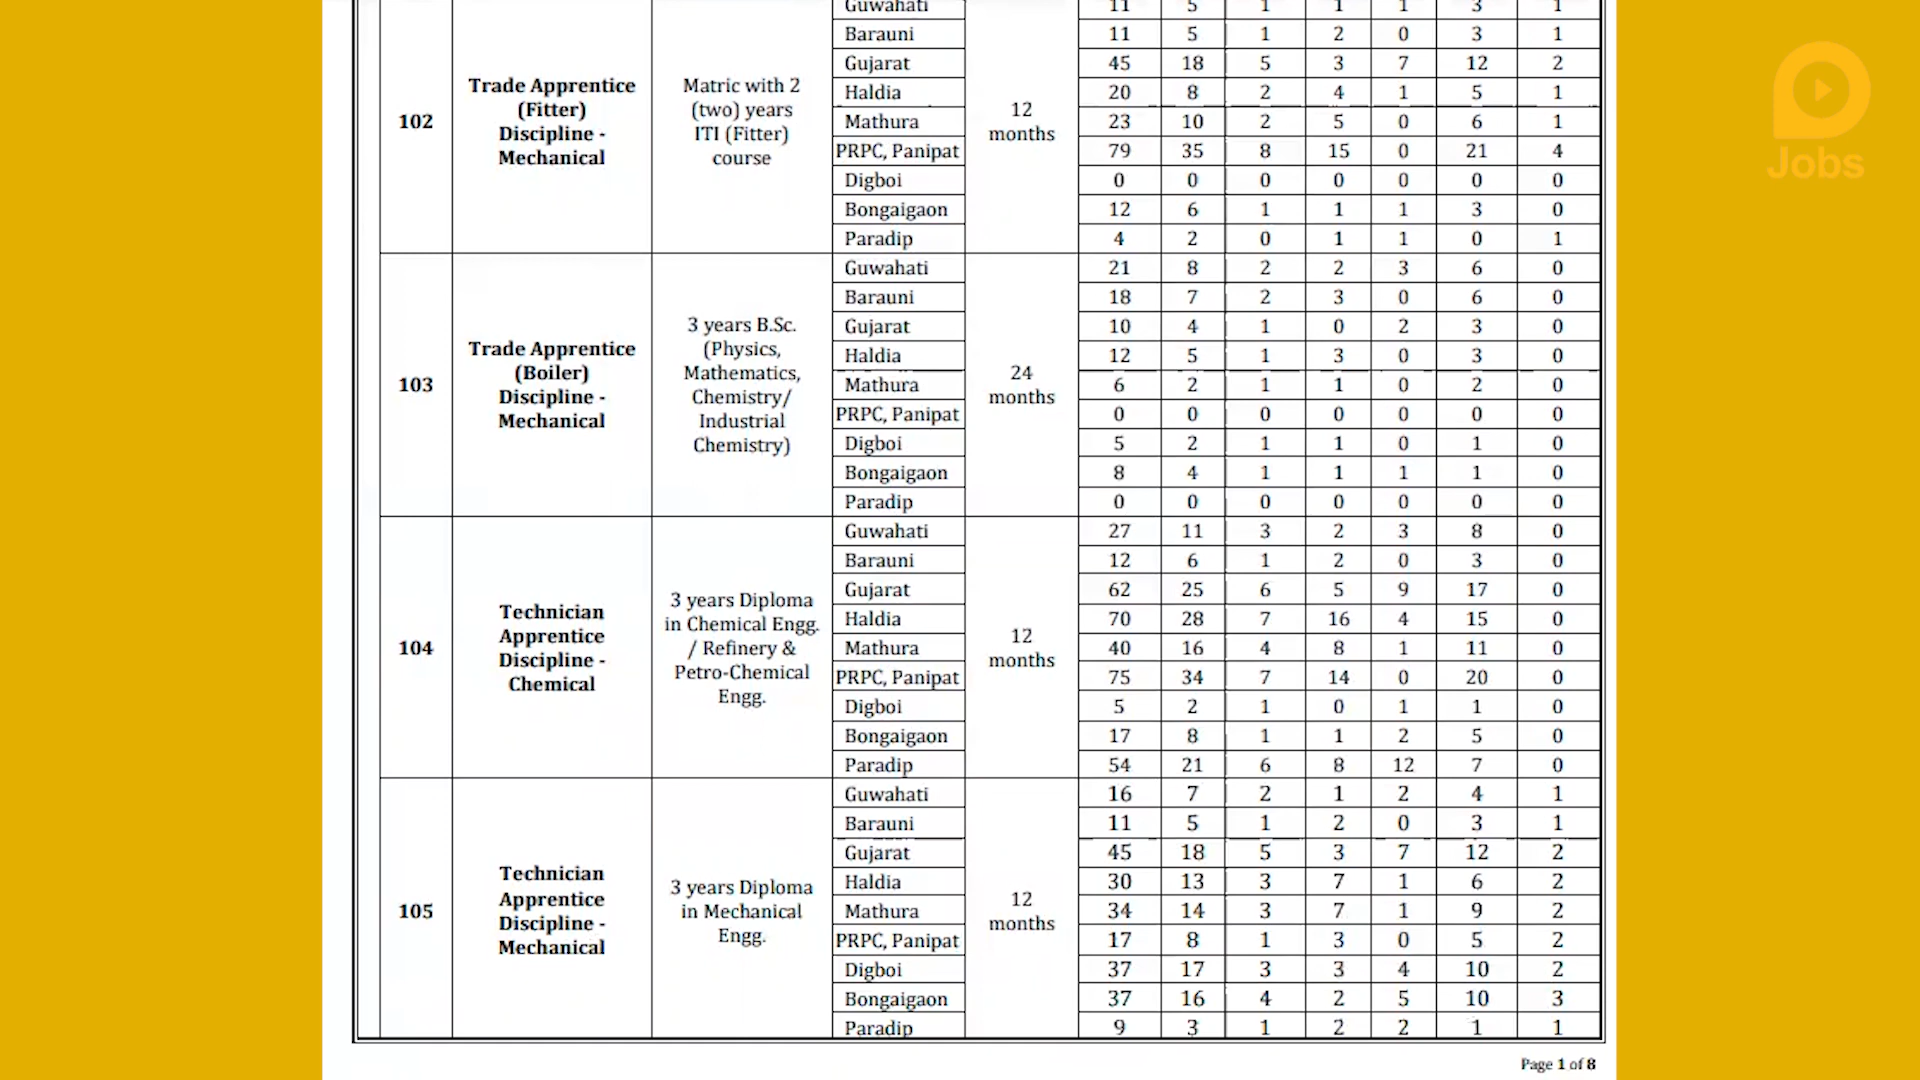 Guwahati 11 5 1 1 1 3 1
Barauni 11 5 1 2 0 3 1
Gujarat 45 18 5 3 7 12 2
Haldia 20 8 2 4 1 5 1
102
Trade Apprentice
(Fitter)
Discipline -
Mechanical
Matric with 2
(two) years
ITI (Fitter)
course
12
months
Mathura 23 10 2 5 0 6 1
PRPC, Panipat 79 35 8 15 0 21 4
Digboi 0 0 0 0 0 0 0
Bongaigaon 12 6 1 1 1 3 0
Paradip 4 2 0 1 1 0 1
Guwahati 21 8 2 2 3 6 0
Barauni 18 7 2 3 0 6 0
Gujarat 10 4 1 0 2 3 0
Haldia 12 5 1 3 0 3 0
103
Trade Apprentice
(Boiler)
Discipline -
Mechanical
3 years B.Sc.
(Physics,
Mathematics,
Chemistry/
Industrial
Chemistry)
24
months
Mathura 6 2 1 1 0 2 0
PRPC, Panipat 0 0 0 0 0 0 0
Digboi 5 2 1 1 0 1 0
Bongaigaon 8 4 1 1 1 1 0
Paradip 0 0 0 0 0 0 0
Guwahati 27 11 3 2 3 8 0
Barauni 12 6 1 2 0 3 0
Gujarat 62 25 6 5 9 17 0
Haldia 70 28 7 16 4 15 0
104
Technician
Apprentice
Discipline -
Chemical
3 years Diploma
in Chemical Engg.
/ Refinery &
Petro-Chemical
Engg.
12
months
Mathura 40 16 4 8 1 11 0
PRPC, Panipat 75 34 7 14 0 20 0
Digboi 5 2 1 0 1 1 0
Bongaigaon 17 8 1 1 2 5 0
Paradip 54 21 6 8 12 7 0
Guwahati 16 7 2 1 2 4 1
Barauni 11 5 1 2 0 3 1
Gujarat 45 18 5 3 7 12 2
Haldia 30 13 3 7 1 6 2
105
Technician
Apprentice
Discipline -
Mechanical
3 years Diploma
in Mechanical
Engg.
12
months
Mathura 34 14 3 7 1 9 2
PRPC, Panipat 17 8 1 3 0 5 2
Digboi 37 17 3 3 4 10 2
Bongaigaon 37 16 4 2 5 10 3
Paradip 9 3 1 2 2 1 1
Page 1 of 8
Jobs